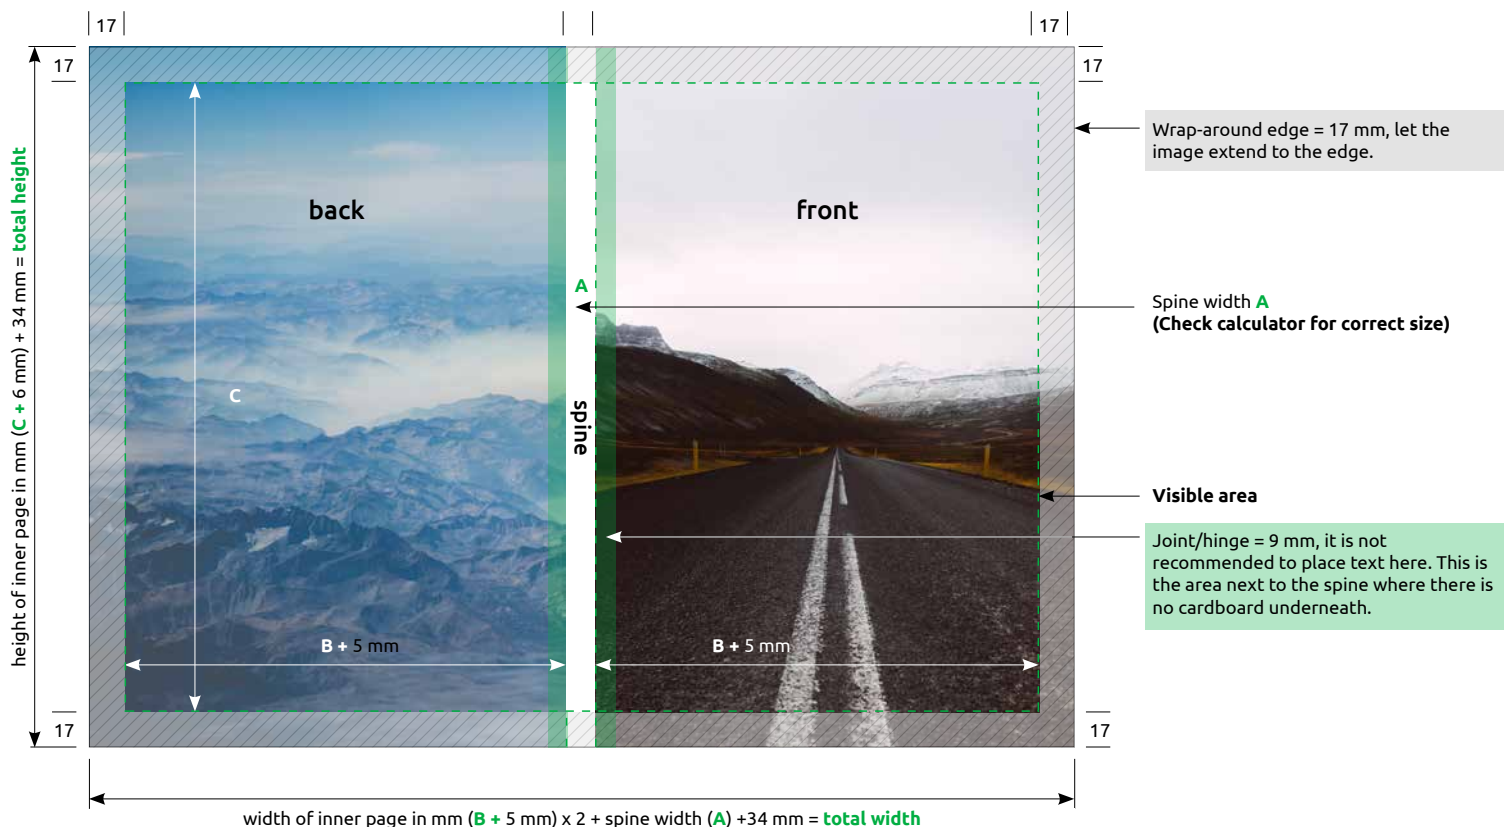 17
17
17
17
Wrap-around edge = 17 mm, let the
image extend to the edge.
back
front
height of inner page in mm (C + 6 mm) + 34 mm = total height
A
Spine width A
(Check calculator for correct size)
C
spine
Visible area
Joint/hinge = 9 mm, it is not
recommended to place text here. This is
the area next to the spine where there is
no cardboard underneath.
B + 5 mm
B + 5 mm
17
17
width of inner page in mm (B + 5 mm) x 2 + spine width (A) +34 mm = total width